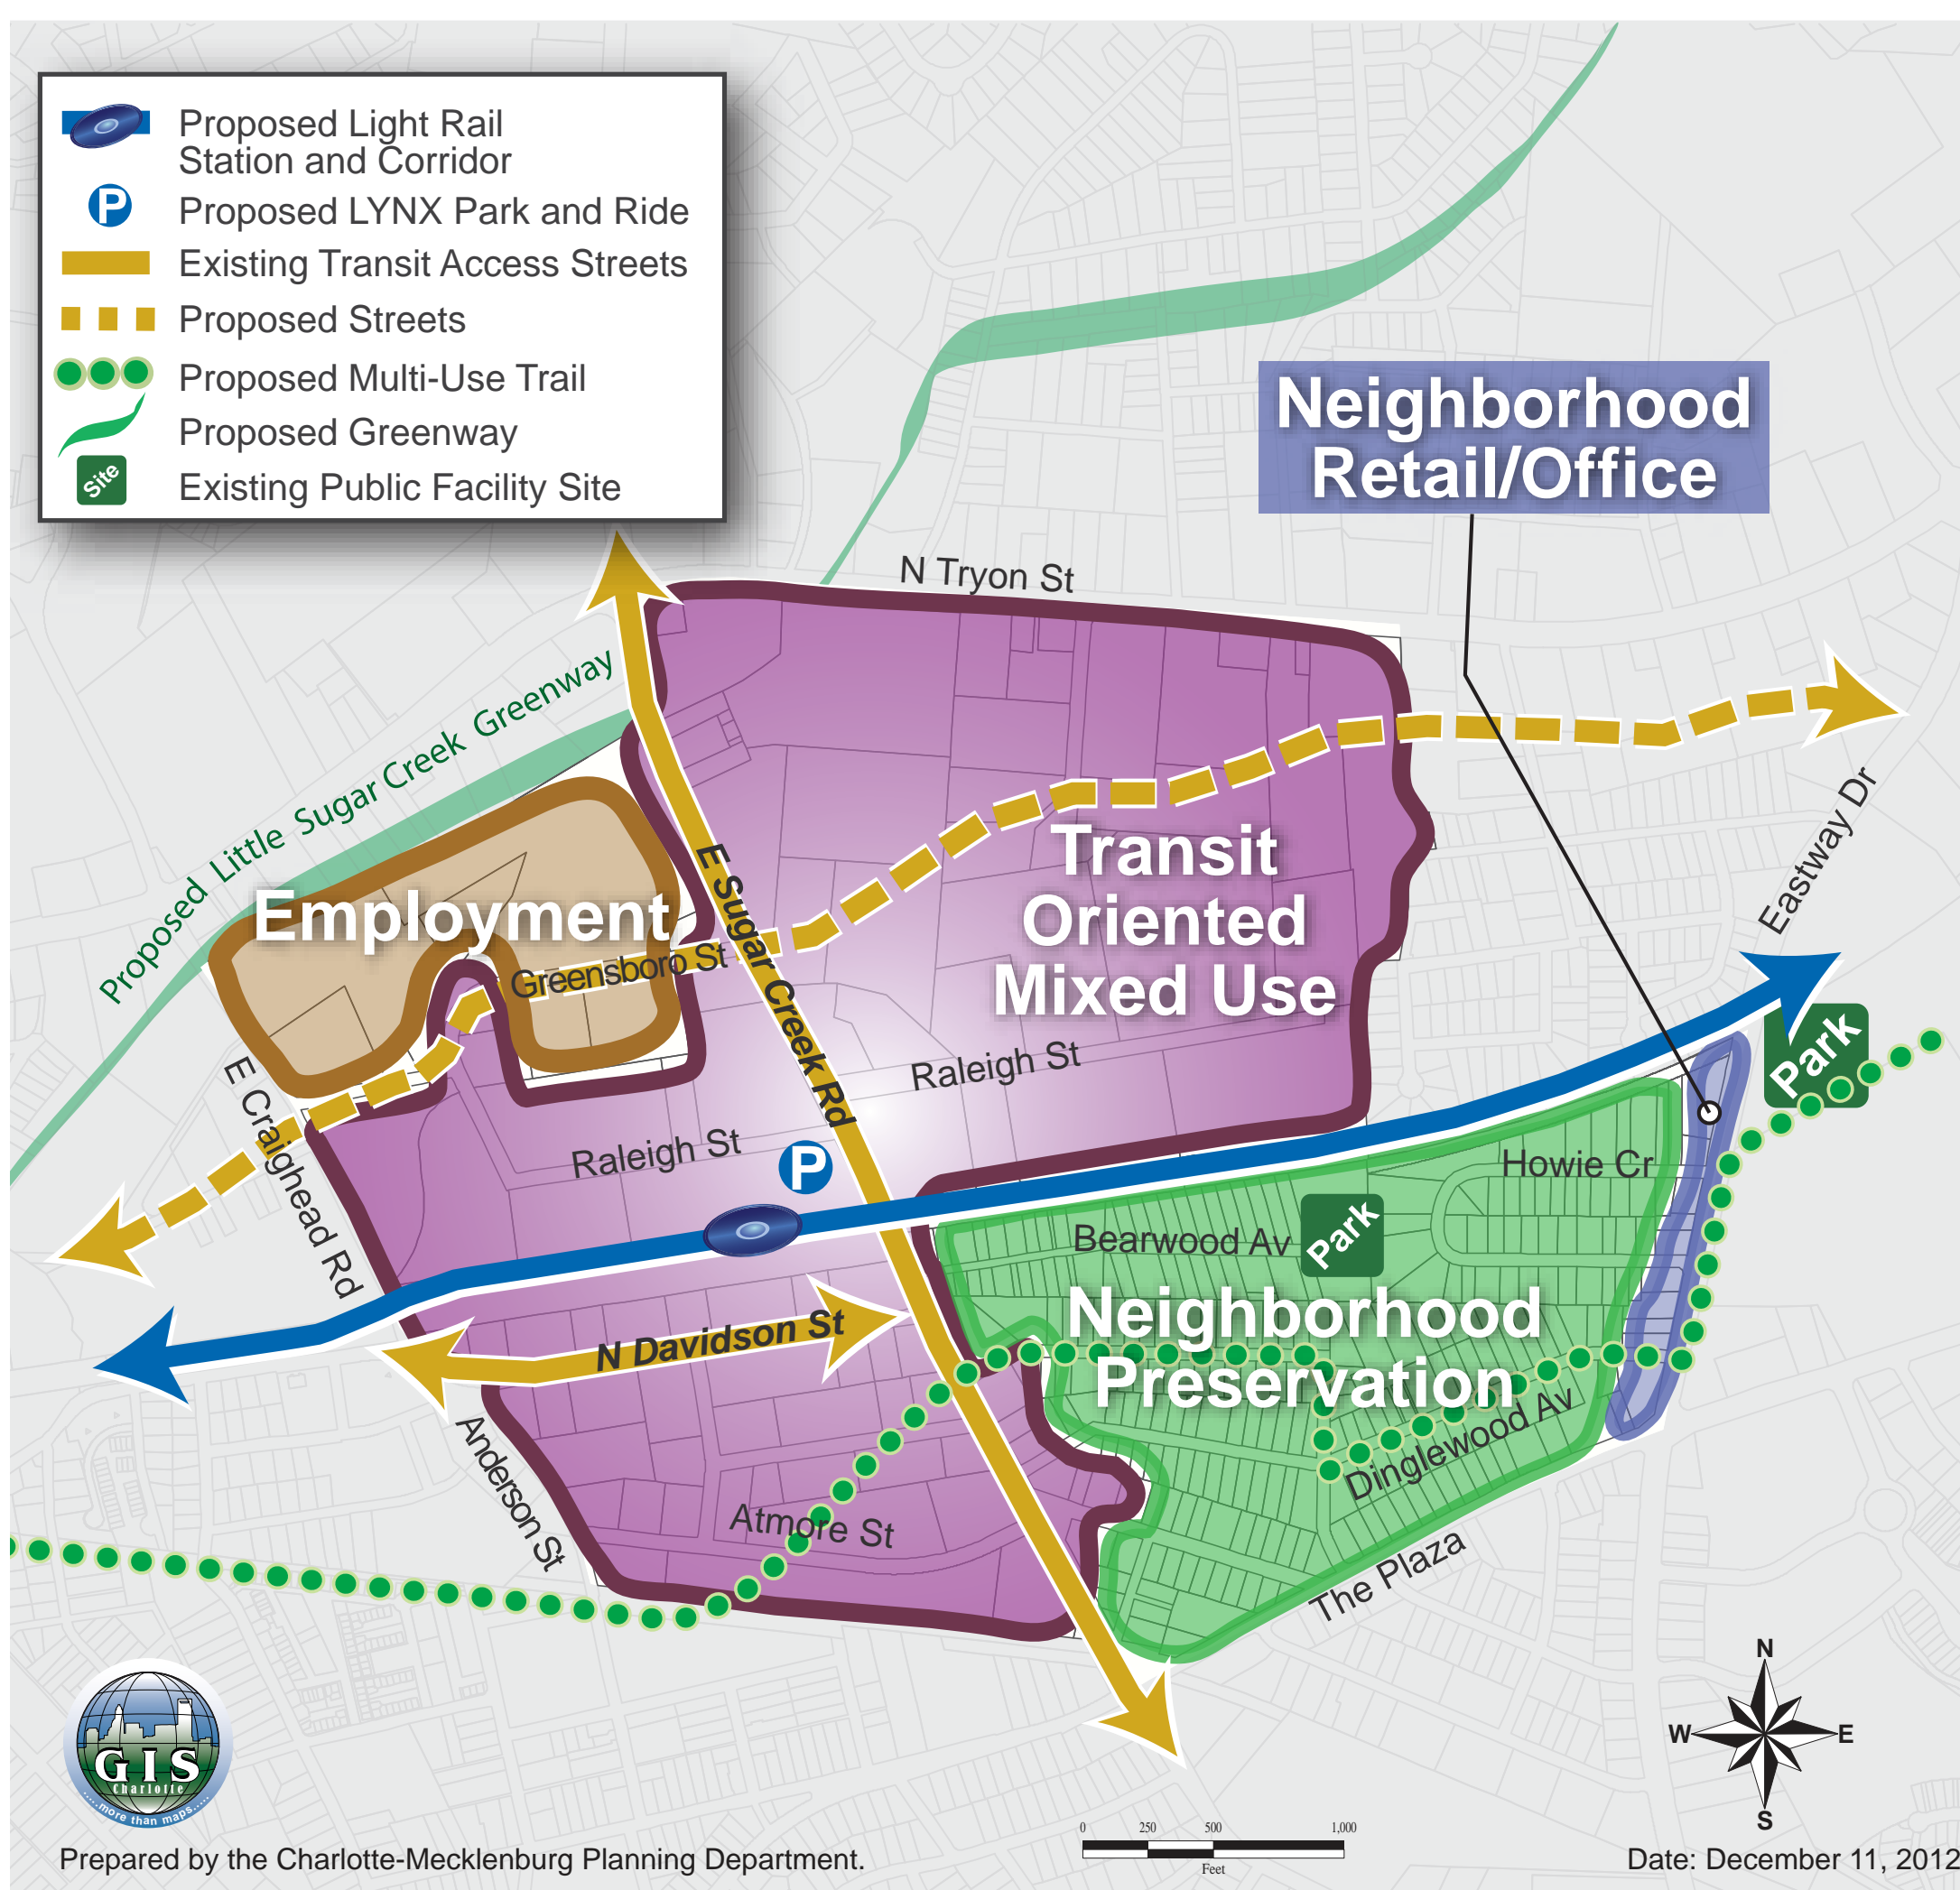 Proposed Light Rail
Station and Corridor
P
Proposed LYNX Park and Ride
Existing Transit Access Streets
Proposed Streets
Proposed Multi-Use Trail
Proposed Greenway
Site
Existing Public Facility Site
Neighborhood
Retail/Office
N Tryon St
Proposed Little Sugar Creek Greenway
Eastway Dr
Employment
Transit
Oriented
Mixed Use
E Sugar Creek Rd
Greensboro St
Park
Raleigh St
E Craighead Rd
Raleigh St
P
Howie Cr
Bearwood Av
Park
Neighborhood
Preservation
N Davidson St
Dinglewood Av
Anderson St
Atmore St
The Plaza
GIS
Charlotte
.....more than maps.....
N
W
E
S
0 250 500 1,000
Feet
Prepared by the Charlotte-Mecklenburg Planning Department.
Date: December 11, 2012